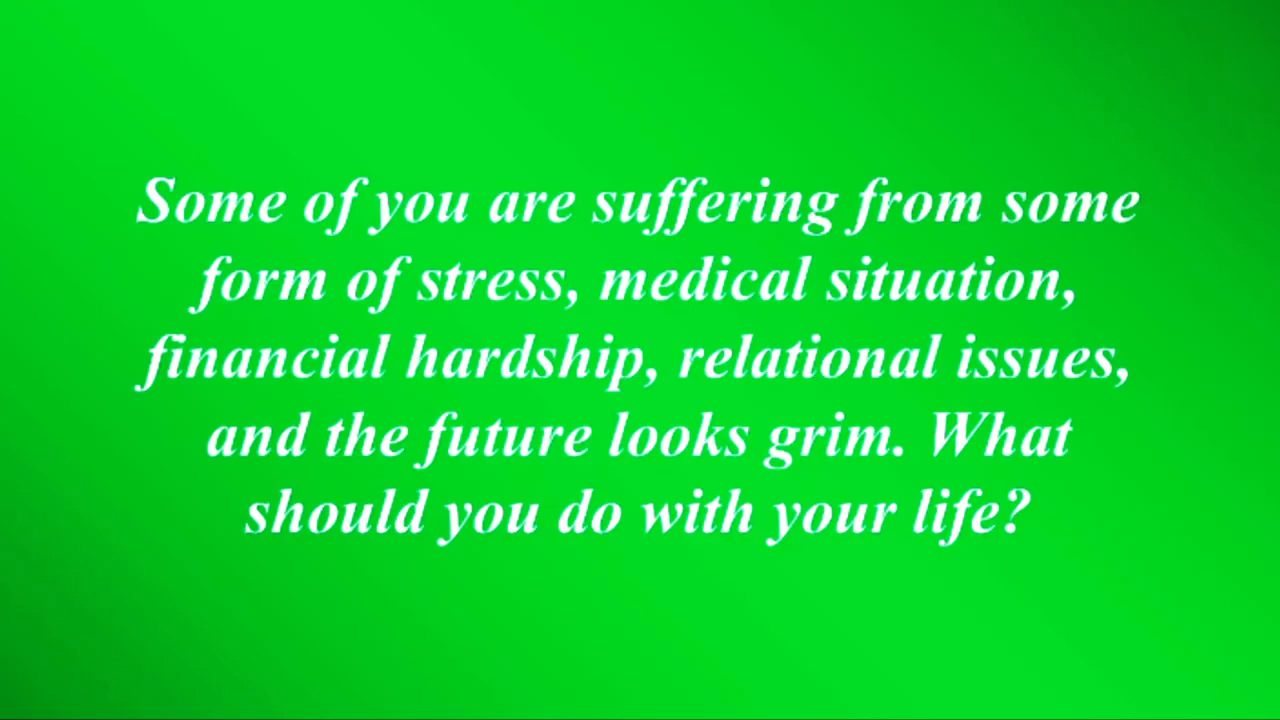 Some of you are suffering from some
form of stress, medical situation,
financial hardship, relational issues,
and the future looks grim. What
should you do with your life?